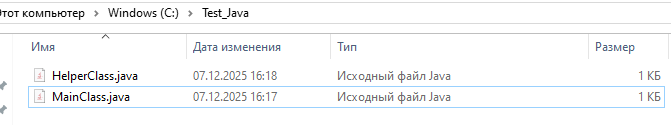 Этот компьютер > Windows (C:) > Test_Java
Имя Дата изменения Тип Размер
HelperClass.java 07.12.2025 16:18 Исходный файл Java 1 КБ
MainClass.java 07.12.2025 16:17 Исходный файл Java 1 КБ